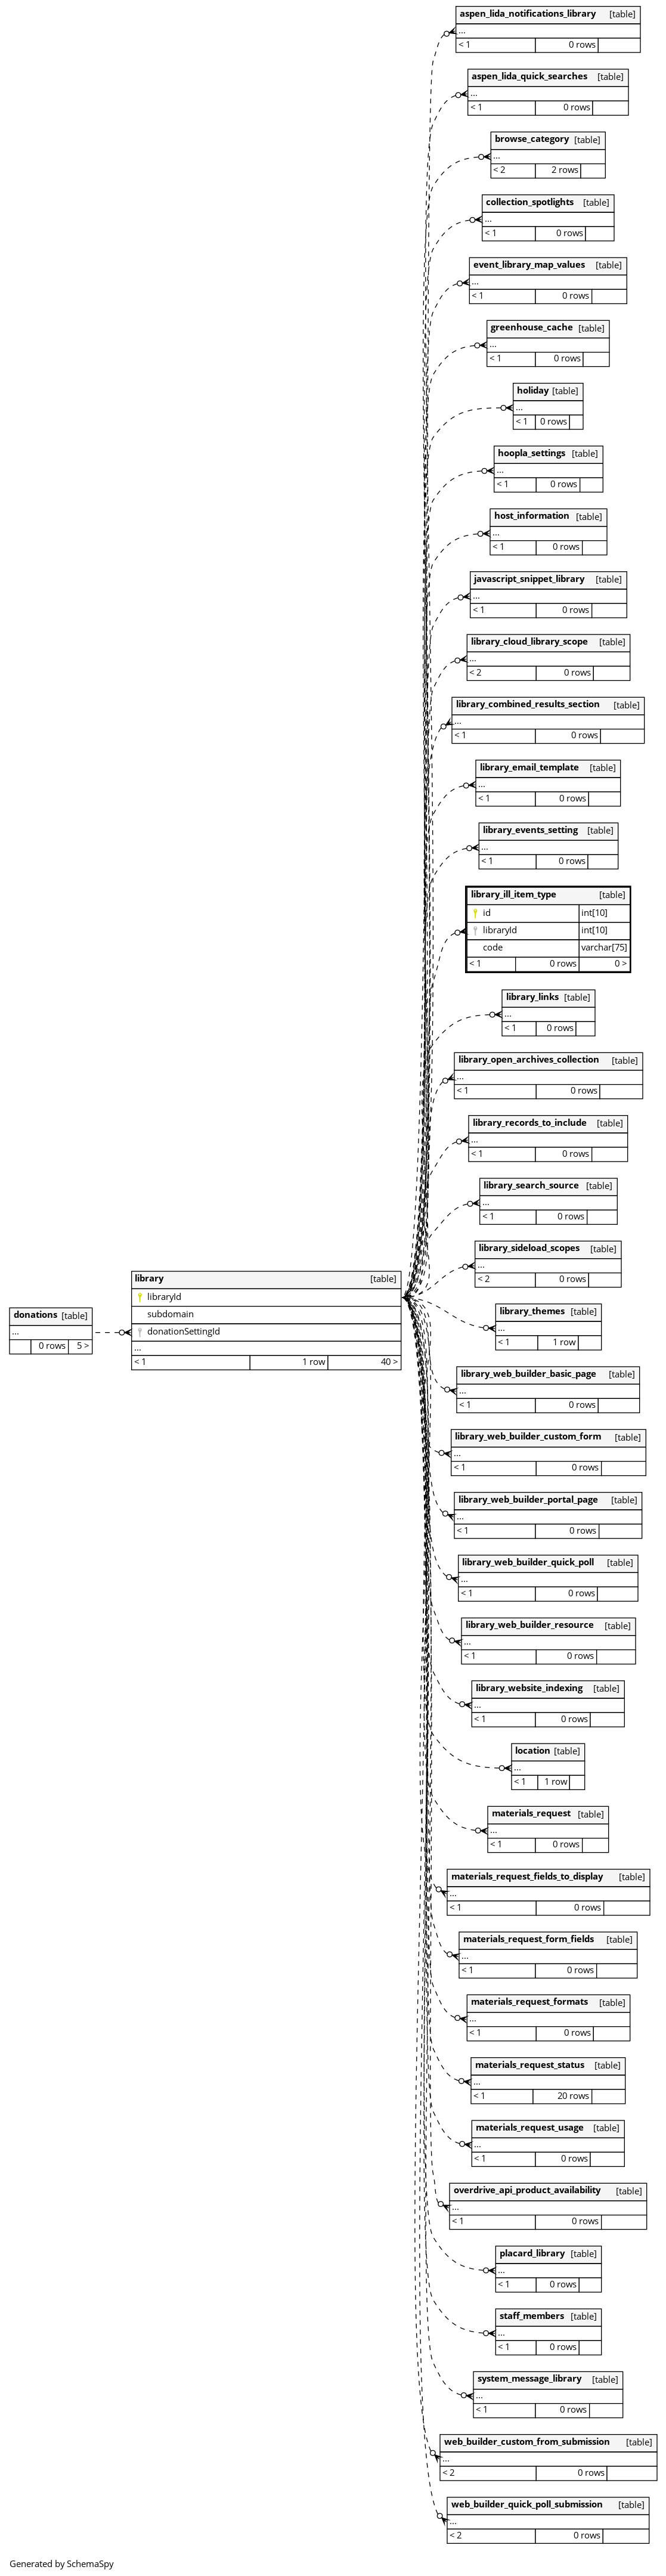 aspen_lida_notifications_library [table]
...
< 1 0 rows
aspen_lida_quick_searches [table]
...
< 1 0 rows
browse_category [table]
...
< 2 2 rows
collection_spotlights [table]
...
< 1 0 rows
event_library_map_values [table]
...
< 1 0 rows
greenhouse_cache [table]
...
< 1 0 rows
holiday [table]
...
< 1 0 rows
hoopla_settings [table]
...
< 1 0 rows
host_information [table]
...
< 1 0 rows
javascript_snippet_library [table]
...
< 1 0 rows
library_cloud_library_scope [table]
...
< 2 0 rows
library_combined_results_section [table]
...
< 1 0 rows
library_email_template [table]
...
< 1 0 rows
library_events_setting [table]
...
< 1 0 rows
library_ill_item_type [table]
id int[10]
libraryId int[10]
code varchar[75]
< 1 0 rows 0 >
library_links [table]
...
< 1 0 rows
library_open_archives_collection [table]
...
< 1 0 rows
library_records_to_include [table]
...
< 1 0 rows
library_search_source [table]
...
< 1 0 rows
library_sideload_scopes [table]
...
< 2 0 rows
library [table]
libraryId
subdomain
donationSettingId
...
< 1 1 row 40 >
donations [table]
...
0 rows 5 >
library_themes [table]
...
< 1 1 row
library_web_builder_basic_page [table]
...
< 1 0 rows
library_web_builder_custom_form [table]
...
< 1 0 rows
library_web_builder_portal_page [table]
...
< 1 0 rows
library_web_builder_quick_poll [table]
...
< 1 0 rows
library_web_builder_resource [table]
...
< 1 0 rows
library_website_indexing [table]
...
< 1 0 rows
location [table]
...
< 1 1 row
materials_request [table]
...
< 1 0 rows
materials_request_fields_to_display [table]
...
< 1 0 rows
materials_request_form_fields [table]
...
< 1 0 rows
materials_request_formats [table]
...
< 1 0 rows
materials_request_status [table]
...
< 1 20 rows
materials_request_usage [table]
...
< 1 0 rows
overdrive_api_product_availability [table]
...
< 1 0 rows
placard_library [table]
...
< 1 0 rows
staff_members [table]
...
< 1 0 rows
system_message_library [table]
...
< 1 0 rows
web_builder_custom_from_submission [table]
...
< 2 0 rows
web_builder_quick_poll_submission [table]
...
< 2 0 rows
Generated by SchemaSpy